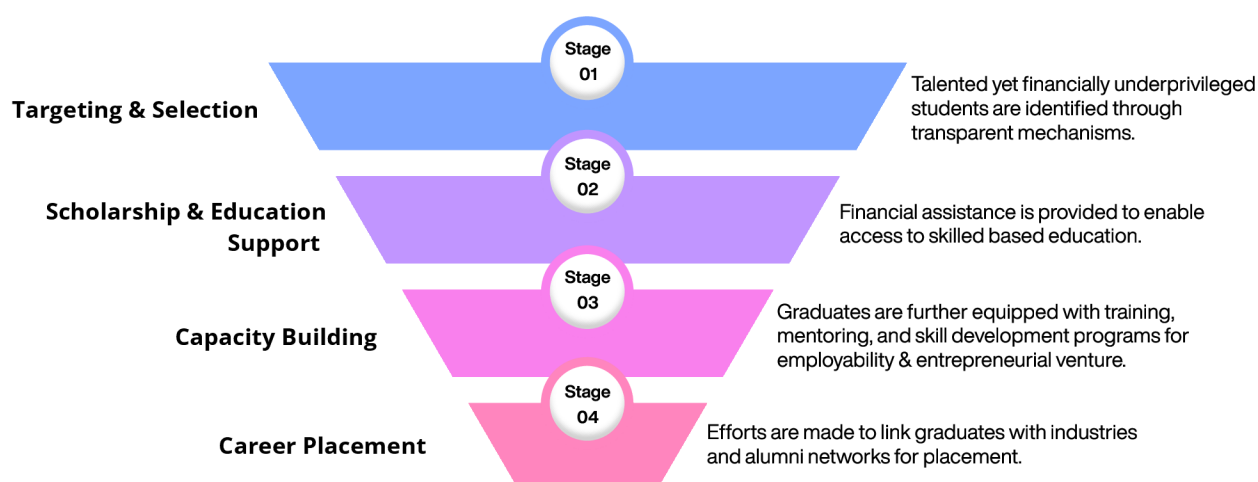 Stage
01
Targeting & Selection
Talented yet financially underprivileged
students are identified through
transparent mechanisms.
Stage
02
Scholarship & Education
Support
Financial assistance is provided to enable
access to skilled based education.
Stage
03
Capacity Building
Graduates are further equipped with training,
mentoring, and skill development programs for
employability & entrepreneurial venture.
Stage
04
Career Placement
Efforts are made to link graduates with industries
and alumni networks for placement.